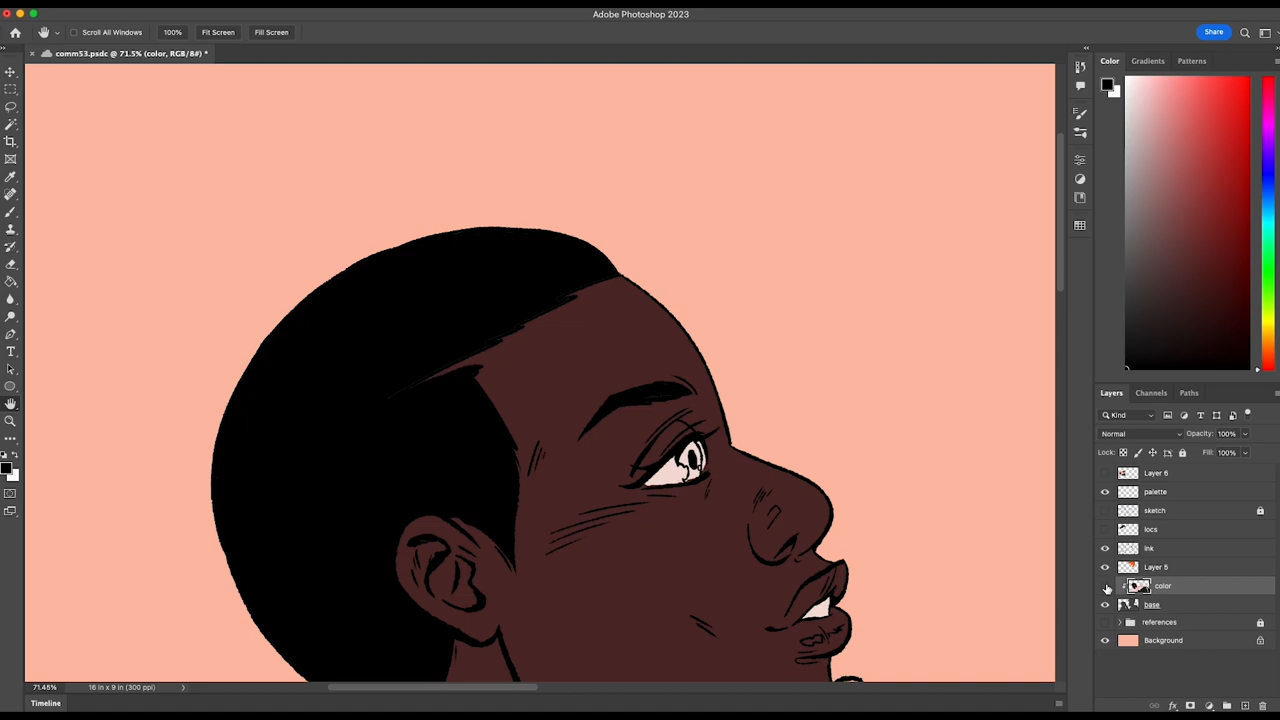 Adobe Photoshop 2023
Scroll All Windows 100% Fit Screen Fill Screen Share
comm53.psdc @ 71.5% (color, RGB/8#) *
Color Gradients Patterns
Layers Channels Paths
Kind
Normal Opacity: 100%
Lock: Fill: 100%
Layer 6
palette
sketch
locs
ink
Layer 5
color
base
references
Background
71.45% 16 in x 9 in (300 ppi)
Timeline